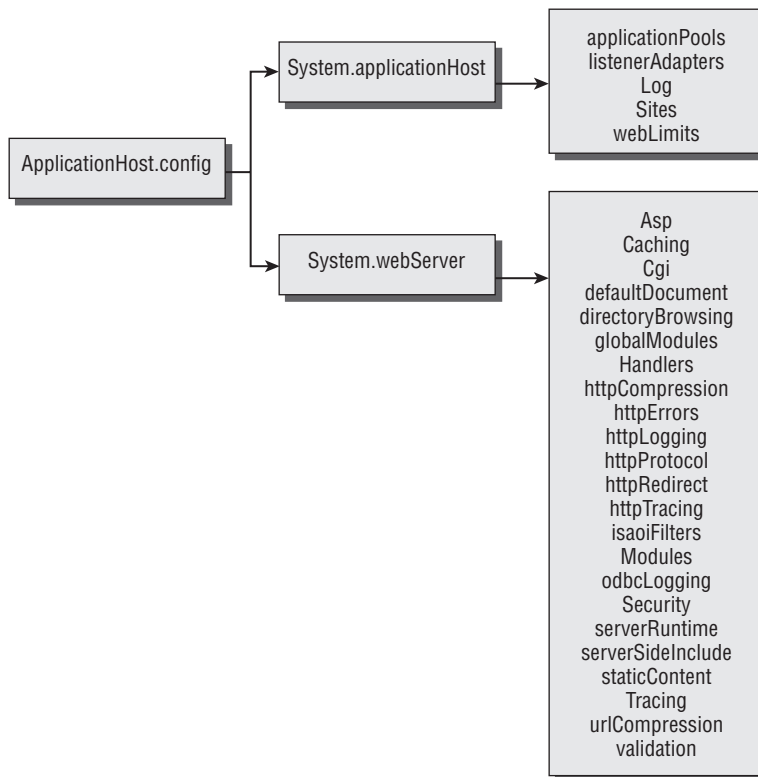 ApplicationHost.config
System.applicationHost
applicationPools
listenerAdapters
Log
Sites
webLimits
System.webServer
Asp
Caching
Cgi
defaultDocument
directoryBrowsing
globalModules
Handlers
httpCompression
httpErrors
httpLogging
httpProtocol
httpRedirect
httpTracing
isaoiFilters
Modules
odbcLogging
Security
serverRuntime
serverSideInclude
staticContent
Tracing
urlCompression
validation